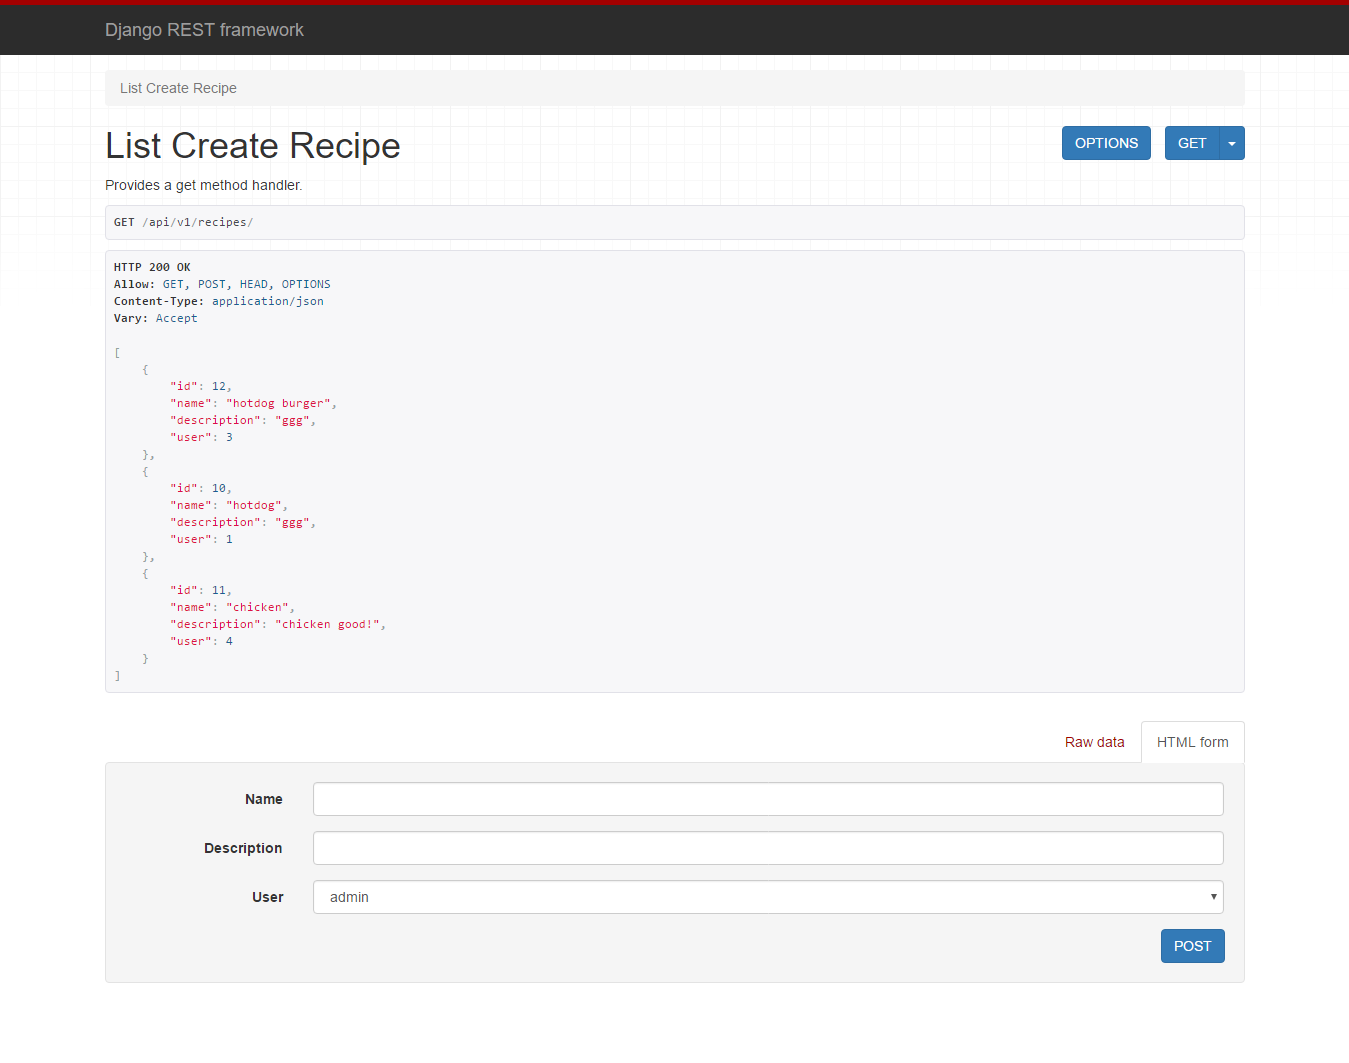 Django REST framework
List Create Recipe
List Create Recipe
OPTIONS
GET
Provides a get method handler.
GET /api/v1/recipes/
HTTP 200 OK
Allow: GET, POST, HEAD, OPTIONS
Content-Type: application/json
Vary: Accept
[
    {
        "id": 12,
        "name": "hotdog burger",
        "description": "ggg",
        "user": 3
    },
    {
        "id": 10,
        "name": "hotdog",
        "description": "ggg",
        "user": 1
    },
    {
        "id": 11,
        "name": "chicken",
        "description": "chicken good!",
        "user": 4
    }
]
Raw data
HTML form
Name
Description
User
admin
POST